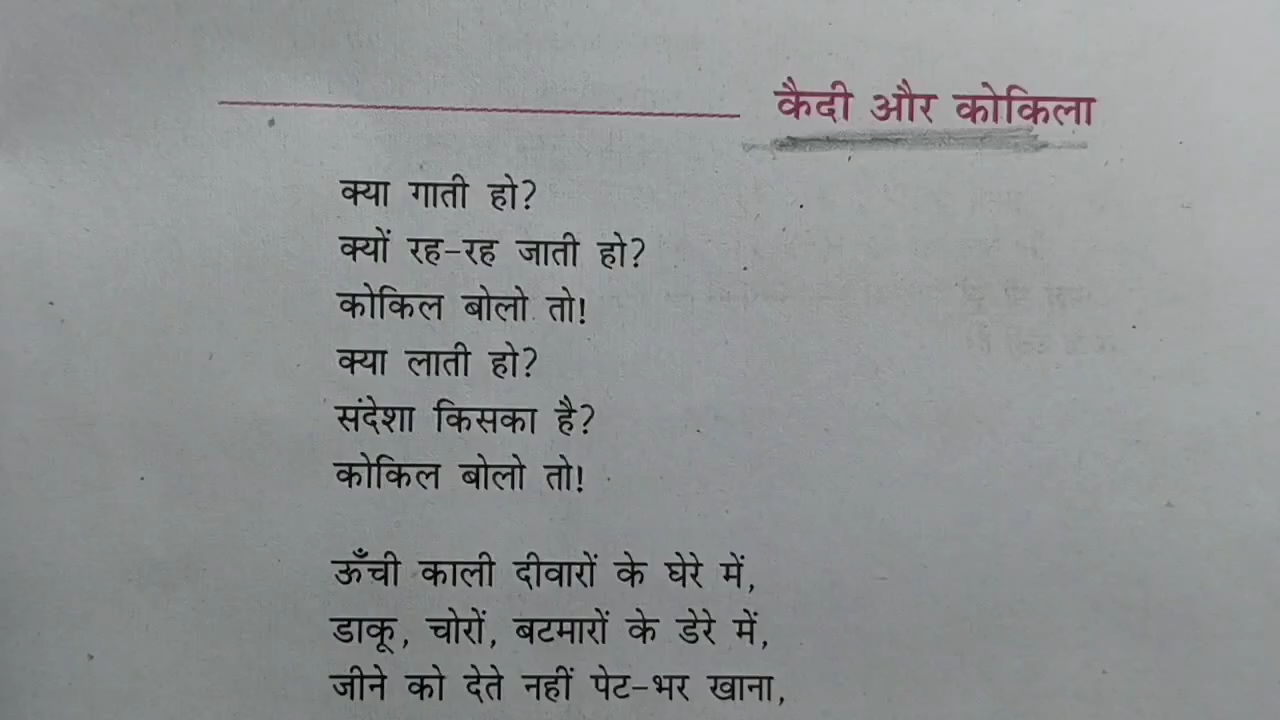 कैदी और कोकिला
क्या गाती हो?
क्यों रह-रह जाती हो?
कोकिल बोलो तो!
क्या लाती हो?
संदेशा किसका है?
कोकिल बोलो तो!
ऊँची काली दीवारों के घेरे में,
डाकू, चोरों, बटमारों के डेरे में,
जीने को देते नहीं पेट-भर खाना,